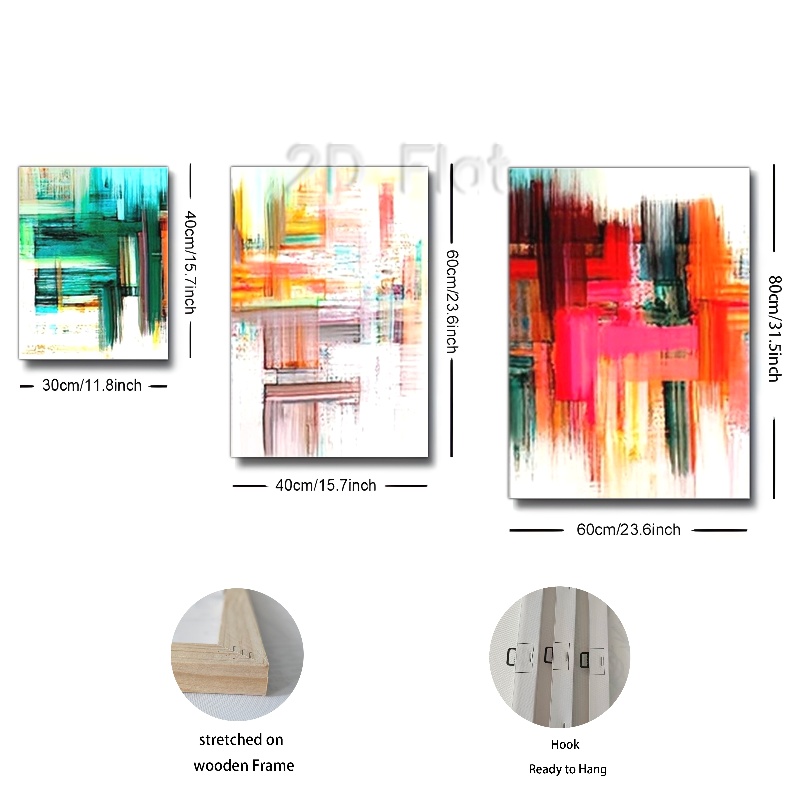 2D Flat
40cm/15.7inch
60cm/23.6inch
80cm/31.5inch
30cm/11.8inch
40cm/15.7inch
60cm/23.6inch
stretched on
wooden Frame
Hook
Ready to Hang